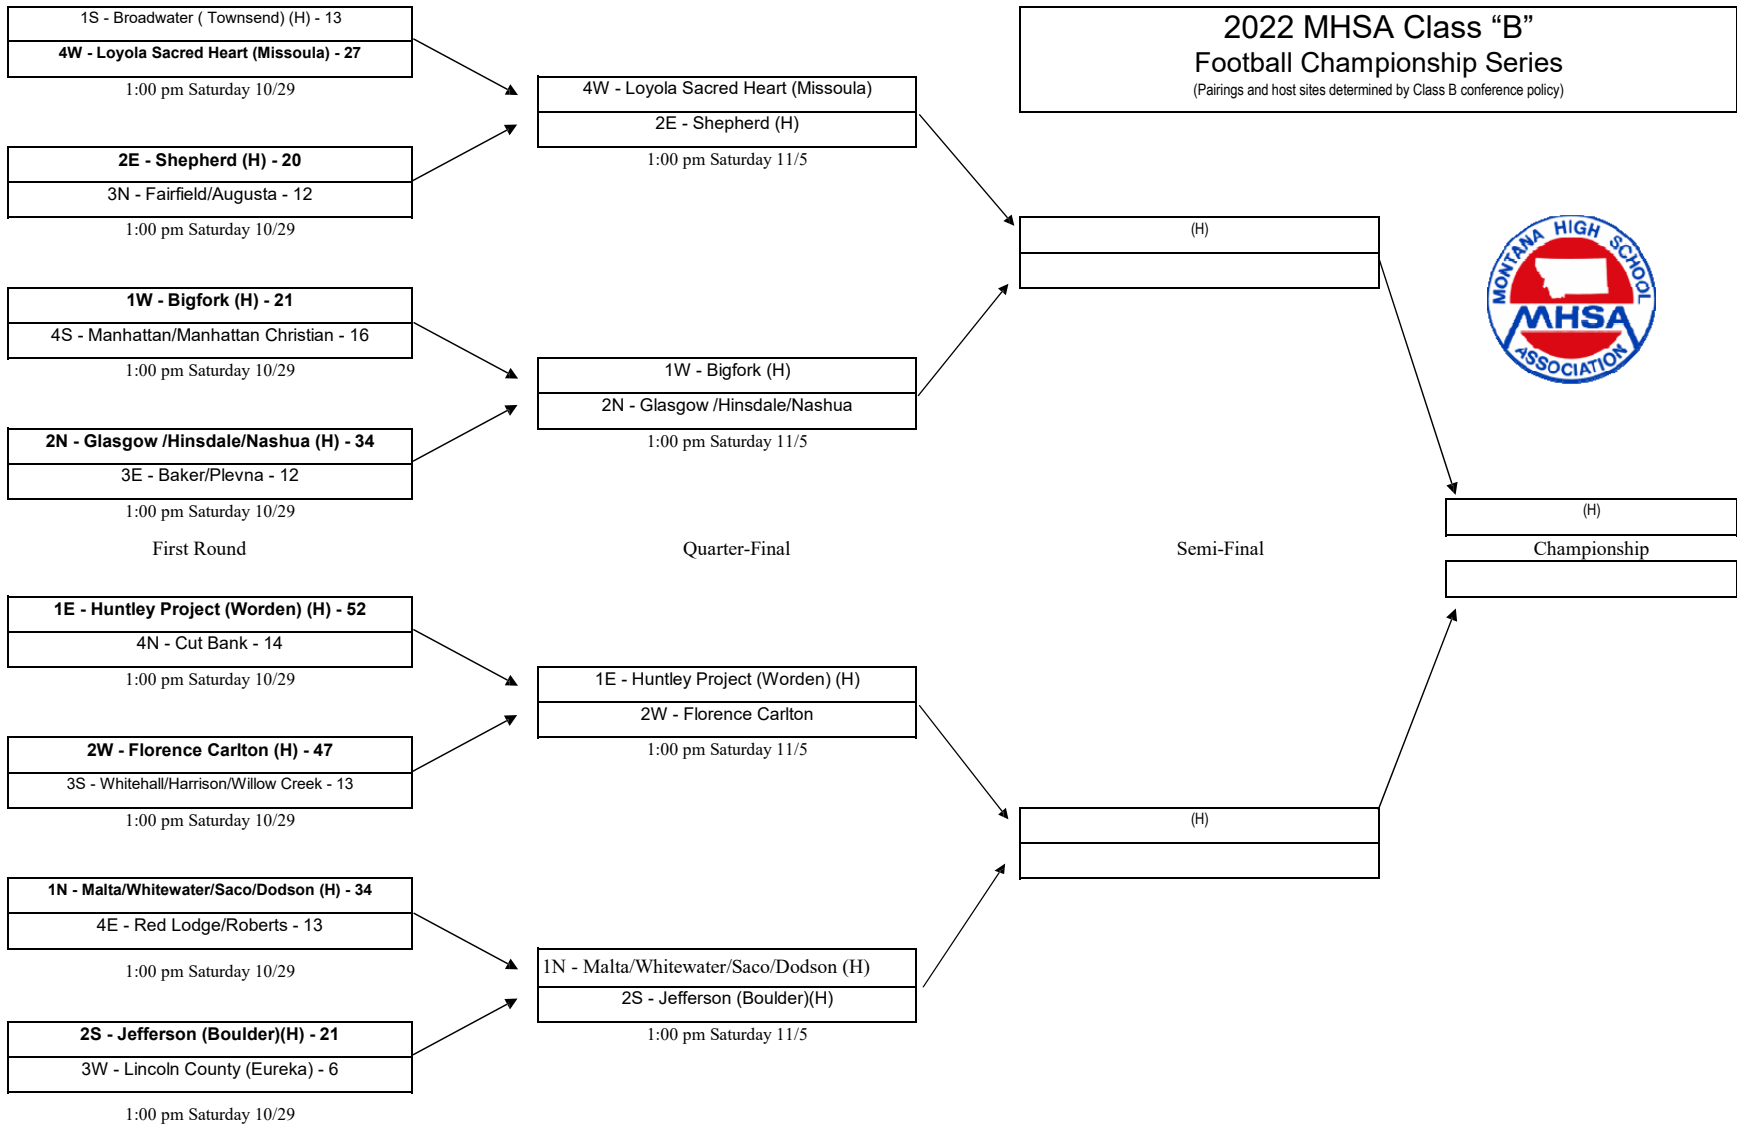 1S - Broadwater ( Townsend) (H) - 13
4W - Loyola Sacred Heart (Missoula) - 27
1:00 pm Saturday 10/29
2E - Shepherd (H) - 20
3N - Fairfield/Augusta - 12
1:00 pm Saturday 10/29
1W - Bigfork (H) - 21
4S - Manhattan/Manhattan Christian - 16
1:00 pm Saturday 10/29
2N - Glasgow /Hinsdale/Nashua (H) - 34
3E - Baker/Plevna - 12
1:00 pm Saturday 10/29
First Round
1E - Huntley Project (Worden) (H) - 52
4N - Cut Bank - 14
1:00 pm Saturday 10/29
2W - Florence Carlton (H) - 47
3S - Whitehall/Harrison/Willow Creek - 13
1:00 pm Saturday 10/29
1N - Malta/Whitewater/Saco/Dodson (H) - 34
4E - Red Lodge/Roberts - 13
1:00 pm Saturday 10/29
2S - Jefferson (Boulder)(H) - 21
3W - Lincoln County (Eureka) - 6
1:00 pm Saturday 10/29
4W - Loyola Sacred Heart (Missoula)
2E - Shepherd (H)
1:00 pm Saturday 11/5
1W - Bigfork (H)
2N - Glasgow /Hinsdale/Nashua
1:00 pm Saturday 11/5
Quarter-Final
1E - Huntley Project (Worden) (H)
2W - Florence Carlton
1:00 pm Saturday 11/5
1N - Malta/Whitewater/Saco/Dodson (H)
2S - Jefferson (Boulder)(H)
1:00 pm Saturday 11/5
2022 MHSA Class “B”
Football Championship Series
(Pairings and host sites determined by Class B conference policy)
(H)
Semi-Final
(H)
MONTANA HIGH SCHOOL
MHSA
ASSOCIATION
(H)
Championship